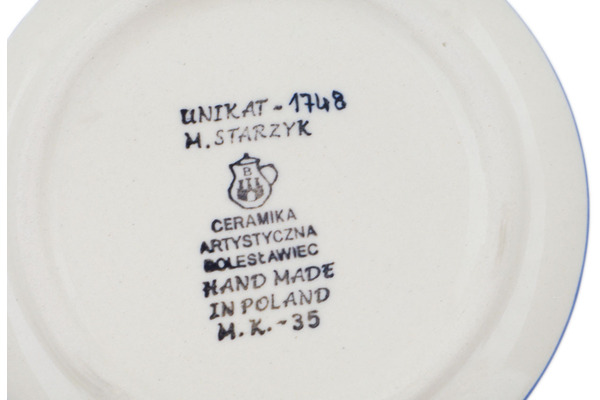 UNIKAT - 1748
M. STARZYK
B
CERAMIKA
ARTYSTYCZNA
BOLESŁAWIEC
HAND MADE
IN POLAND
M.K.-35